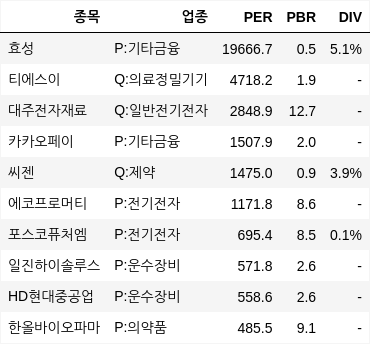 종목 업종 PER PBR DIV
효성 P:기타금융 19666.7 0.5 5.1%
티에스이 Q:의료정밀기기 4718.2 1.9 -
대주전자재료 Q:일반전기전자 2848.9 12.7 -
카카오페이 P:기타금융 1507.9 2.0 -
씨젠 Q:제약 1475.0 0.9 3.9%
에코프로머티 P:전기전자 1171.8 8.6 -
포스코퓨처엠 P:전기전자 695.4 8.5 0.1%
일진하이솔루스 P:운수장비 571.8 2.6 -
HD현대중공업 P:운수장비 558.6 2.6 -
한올바이오파마 P:의약품 485.5 9.1 -